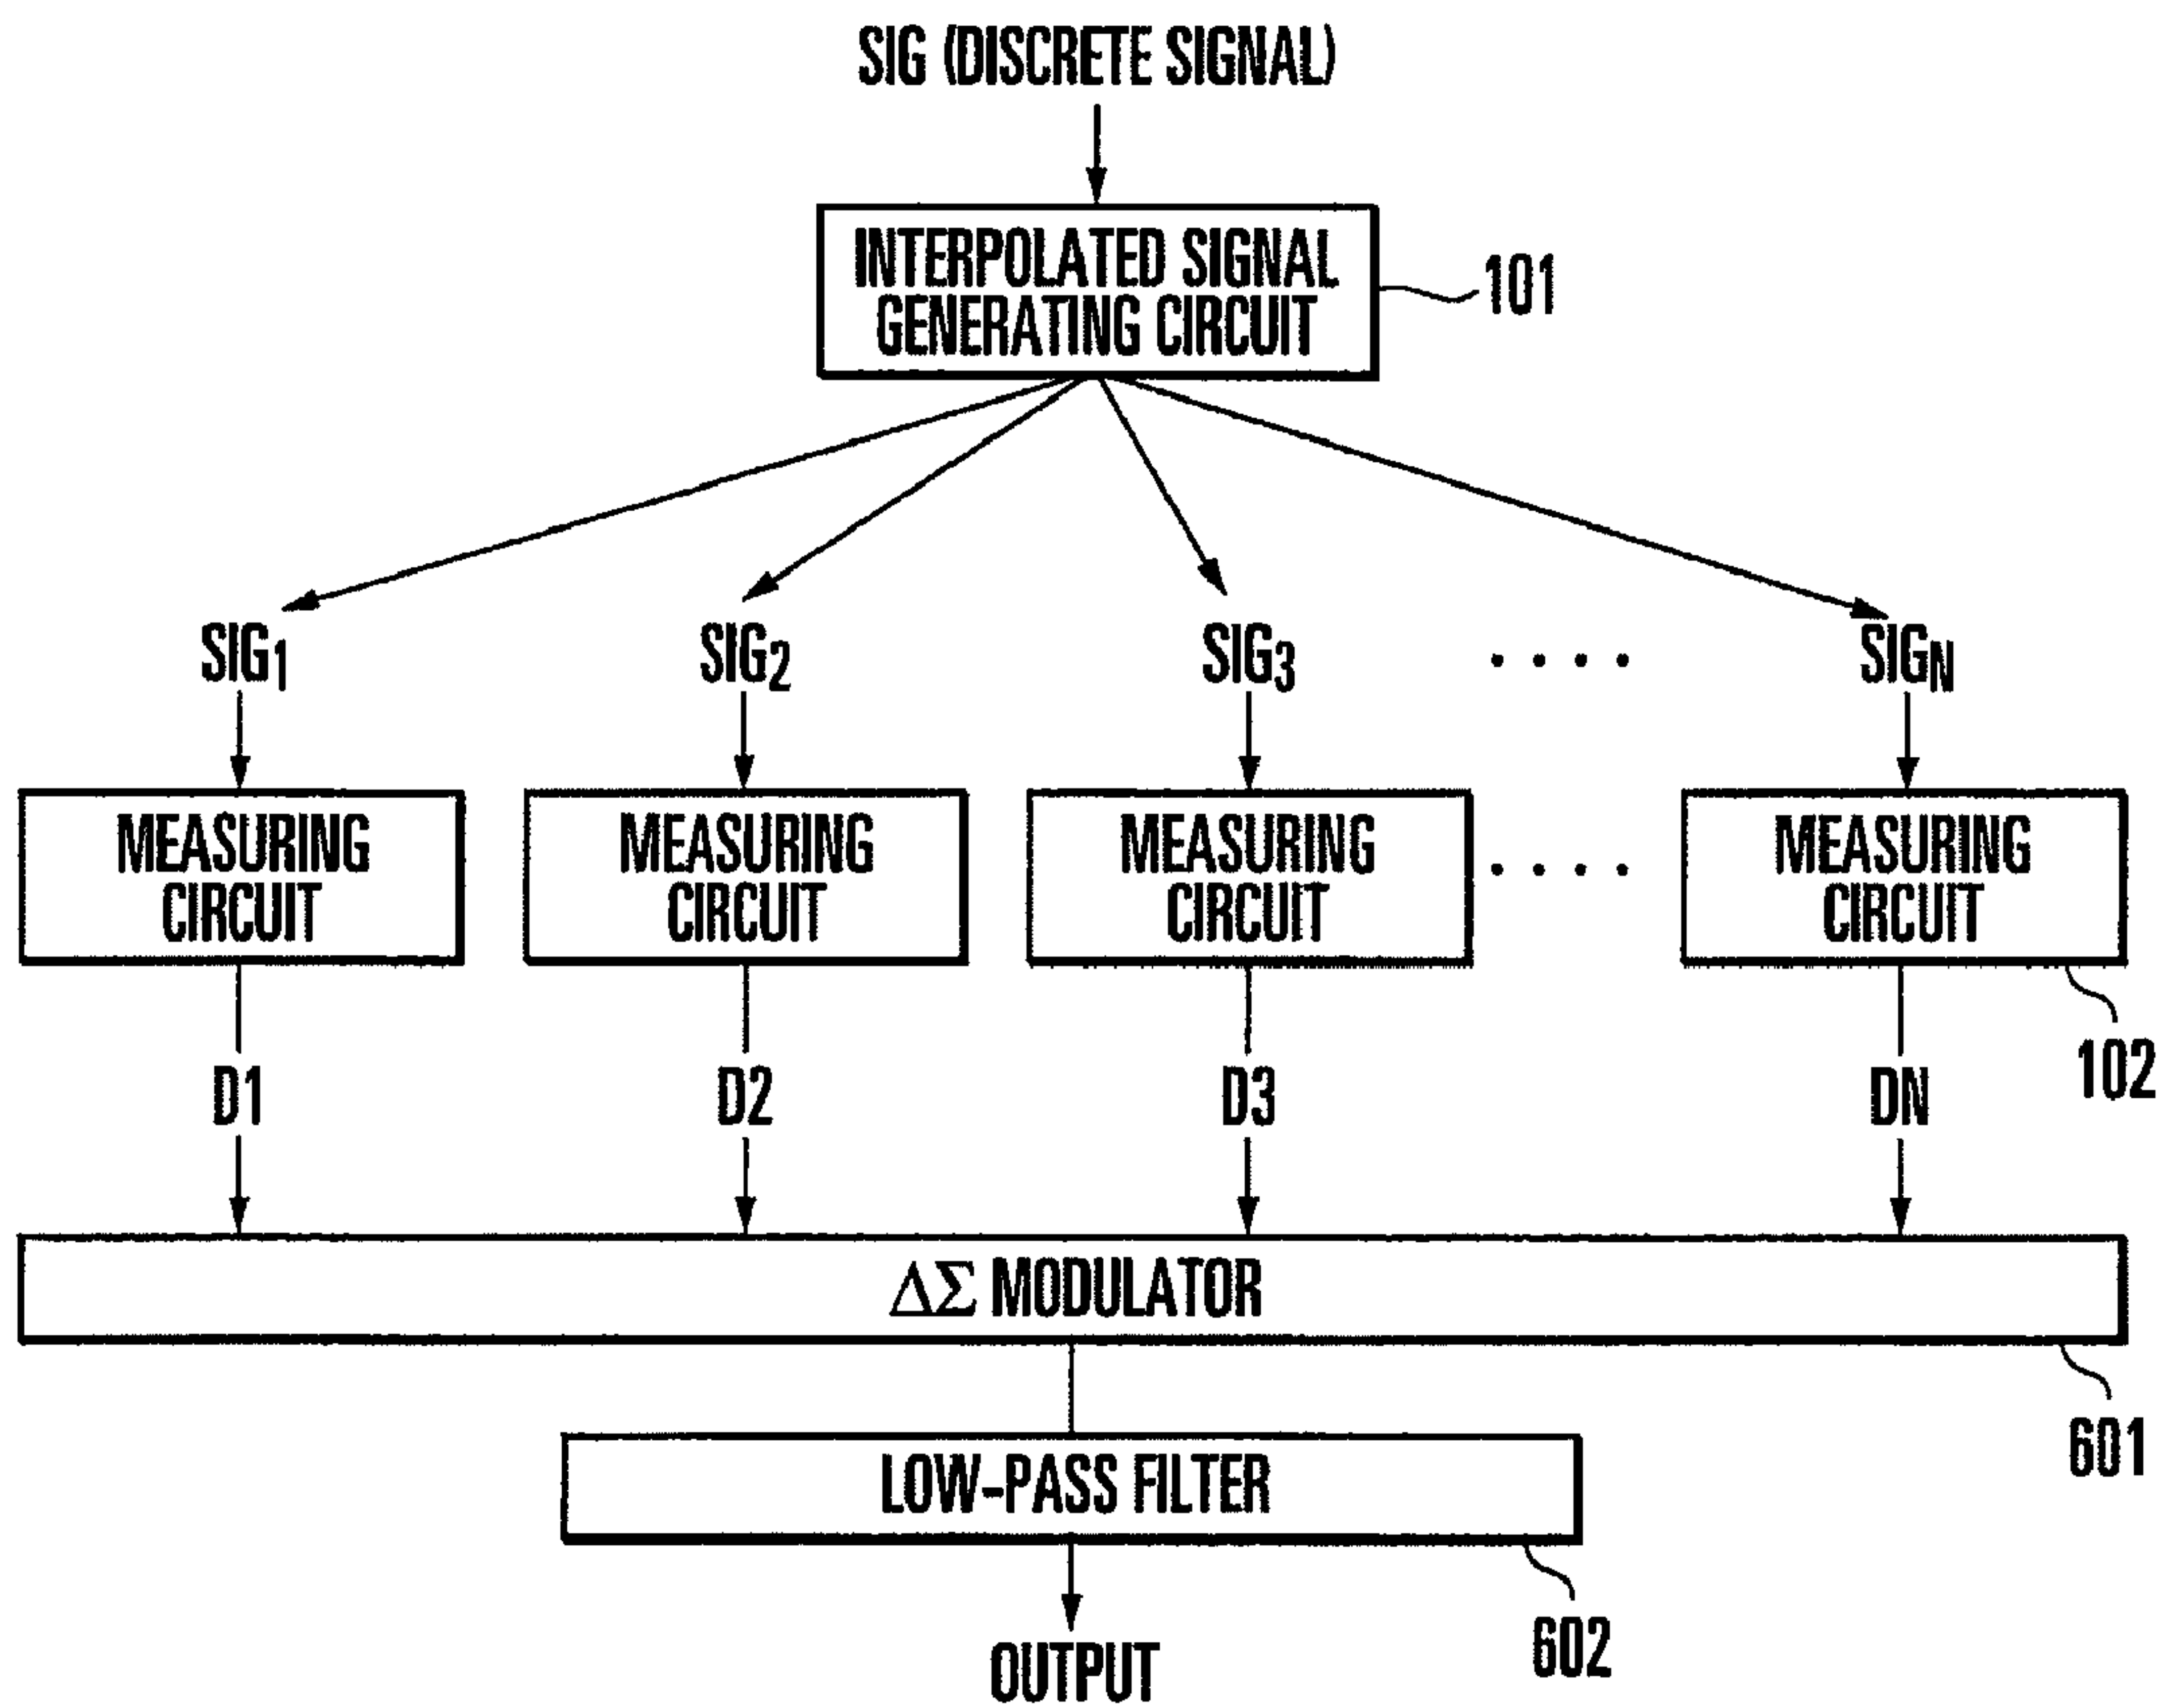 SIG (DISCRETE SIGNAL)
INTERPOLATED SIGNAL
GENERATING CIRCUIT
101
SIG1 SIG2 SIG3 . . . . SIGN
MEASURING CIRCUIT
MEASURING CIRCUIT
MEASURING CIRCUIT
. . . .
MEASURING CIRCUIT
102
D1 D2 D3 DN
ΔΣ MODULATOR
601
LOW-PASS FILTER
602
OUTPUT